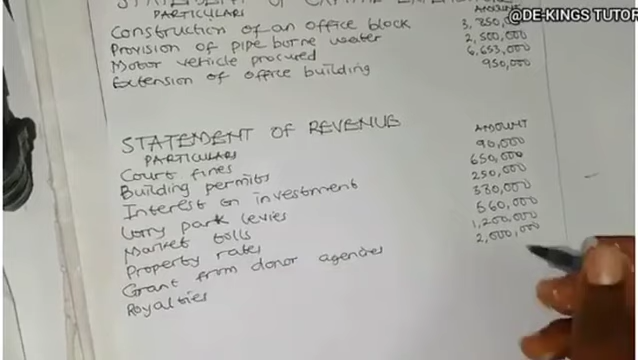 STATEMENT OF CAPITAL
PARTICULARS AMOUNT
@DE-KINGS TUTOR
Construction of an office block 3,350,000
Provision of pipe borne water 2,500,000
Motor vehicle procured 6,653,000
Extension of office building 950,000
STATEMENT OF REVENUE
PARTICULARS AMOUNT
Court fines 90,000
Building permits 650,000
Interest on investment 250,000
Lorry park levies 330,000
Market tolls 560,000
Property rates 1,200,000
Grant from donor agencies 2,000,000
Royalties